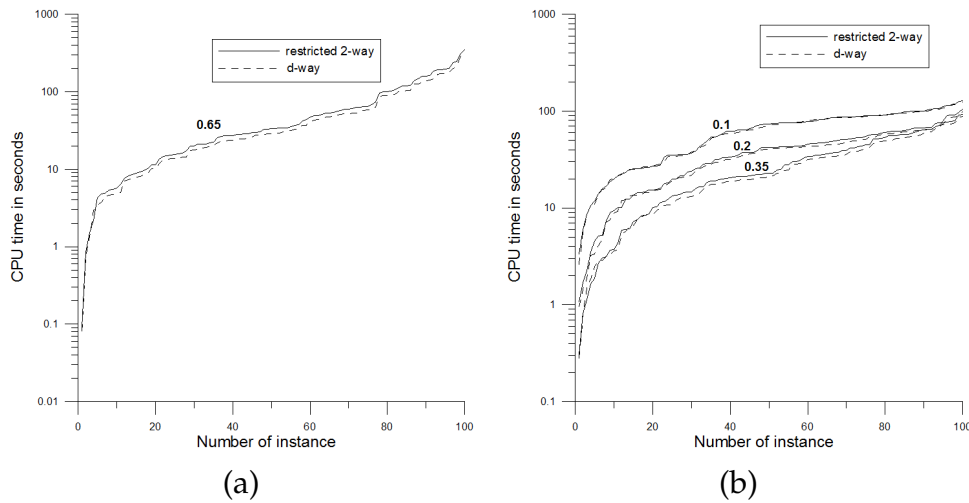 1000
100
10
1
0.1
0.01
CPU time in seconds
restricted 2-way
d-way
0.65
0 20 40 60 80 100
Number of instance
(a)
1000
100
10
1
0.1
CPU time in seconds
restricted 2-way
d-way
0.1
0.2
0.35
0 20 40 60 80 100
Number of instance
(b)